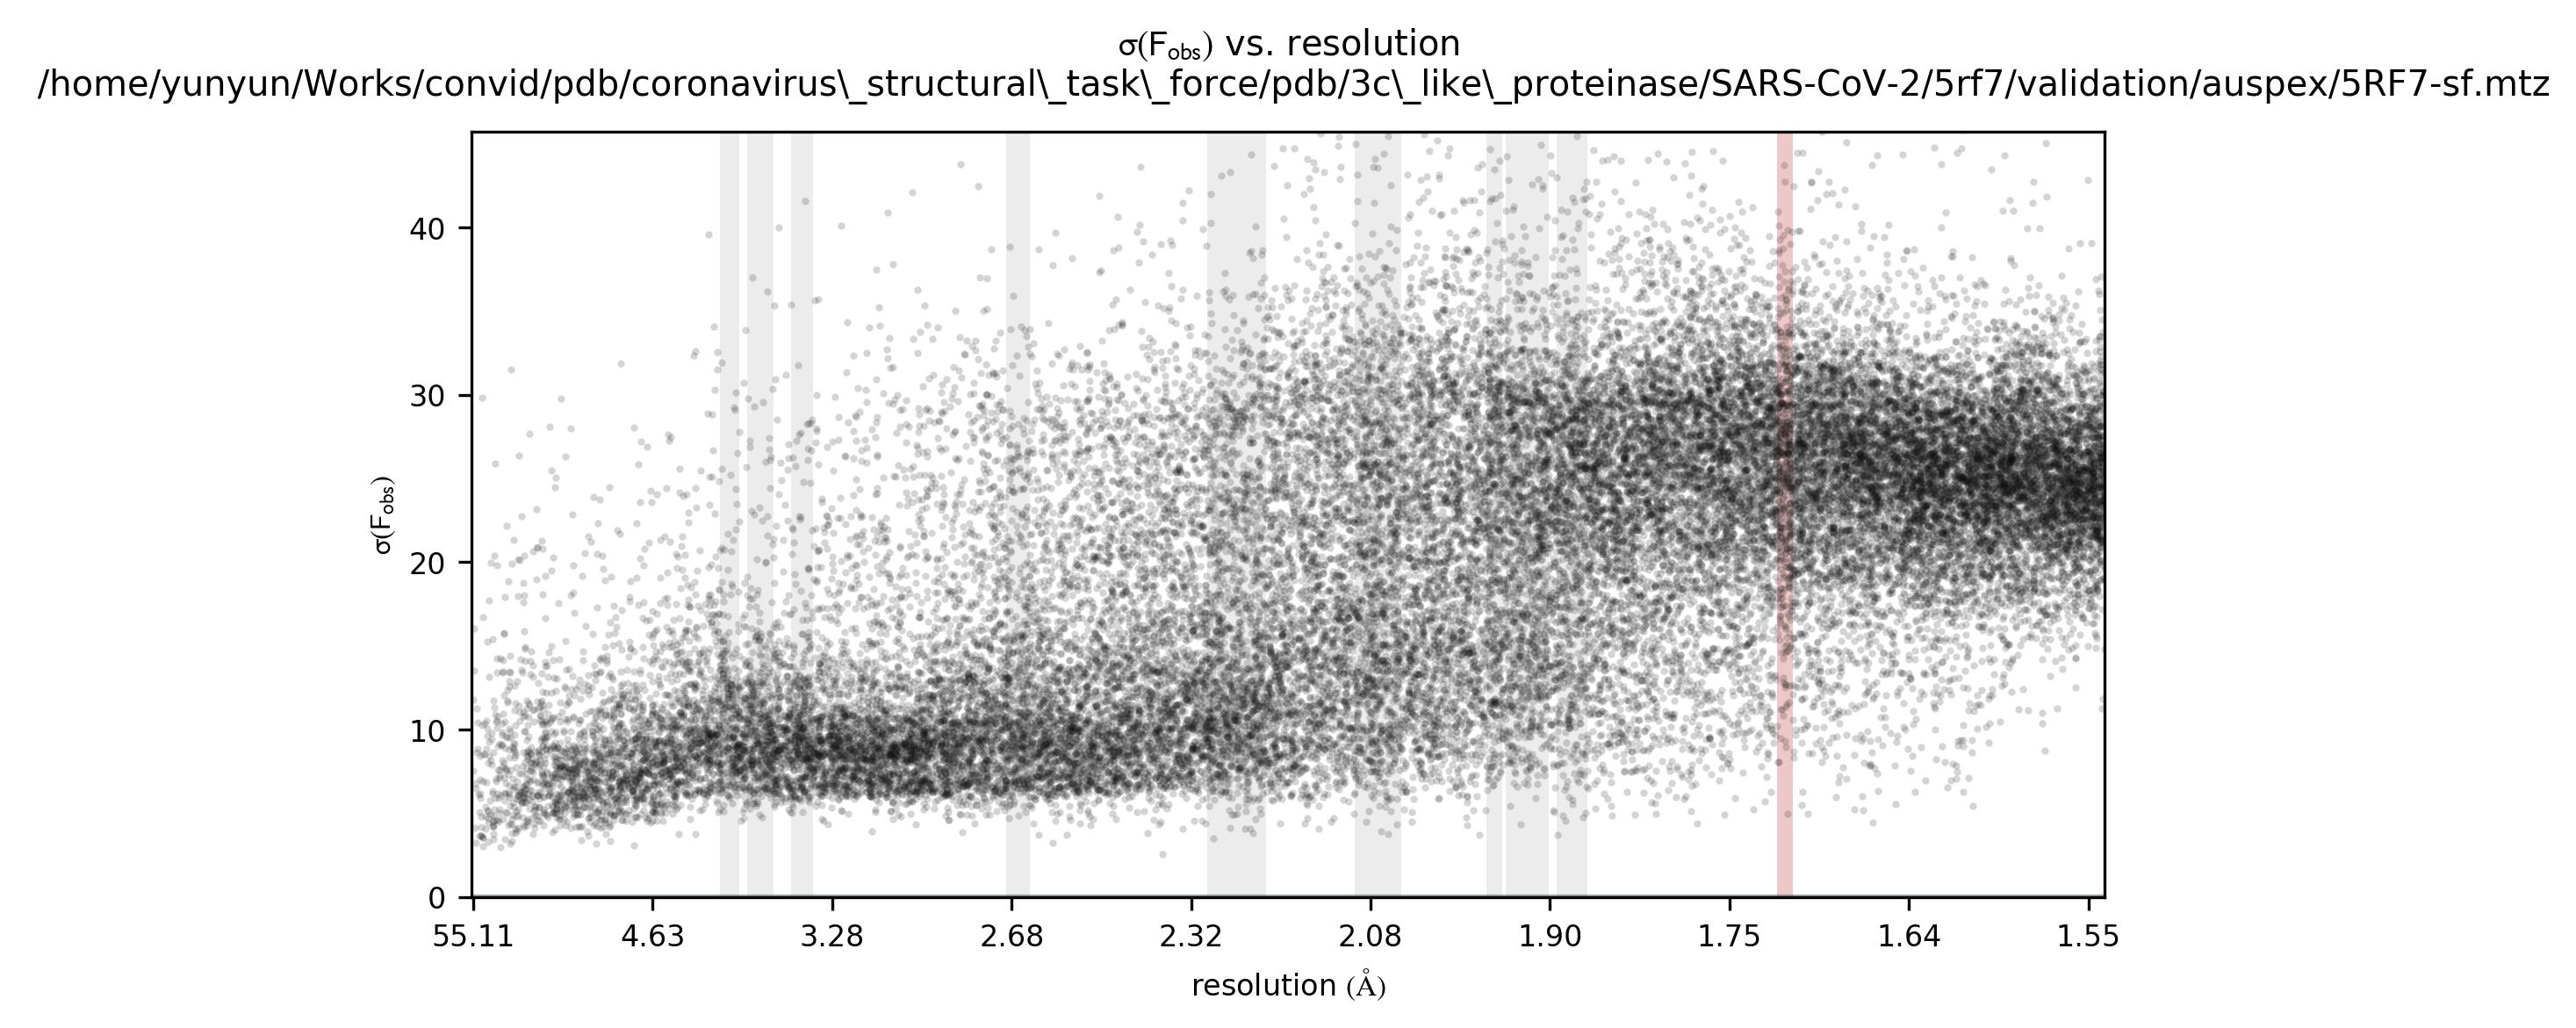 σ(Fobs) vs. resolution
/home/yunyun/Works/convid/pdb/coronavirus\_structural\_task\_force/pdb/3c\_like\_proteinase/SARS-CoV-2/5rf7/validation/auspex/5RF7-sf.mtz
40
30
20
10
0
σ(Fobs)
55.11 4.63 3.28 2.68 2.32 2.08 1.90 1.75 1.64 1.55
resolution (Å)